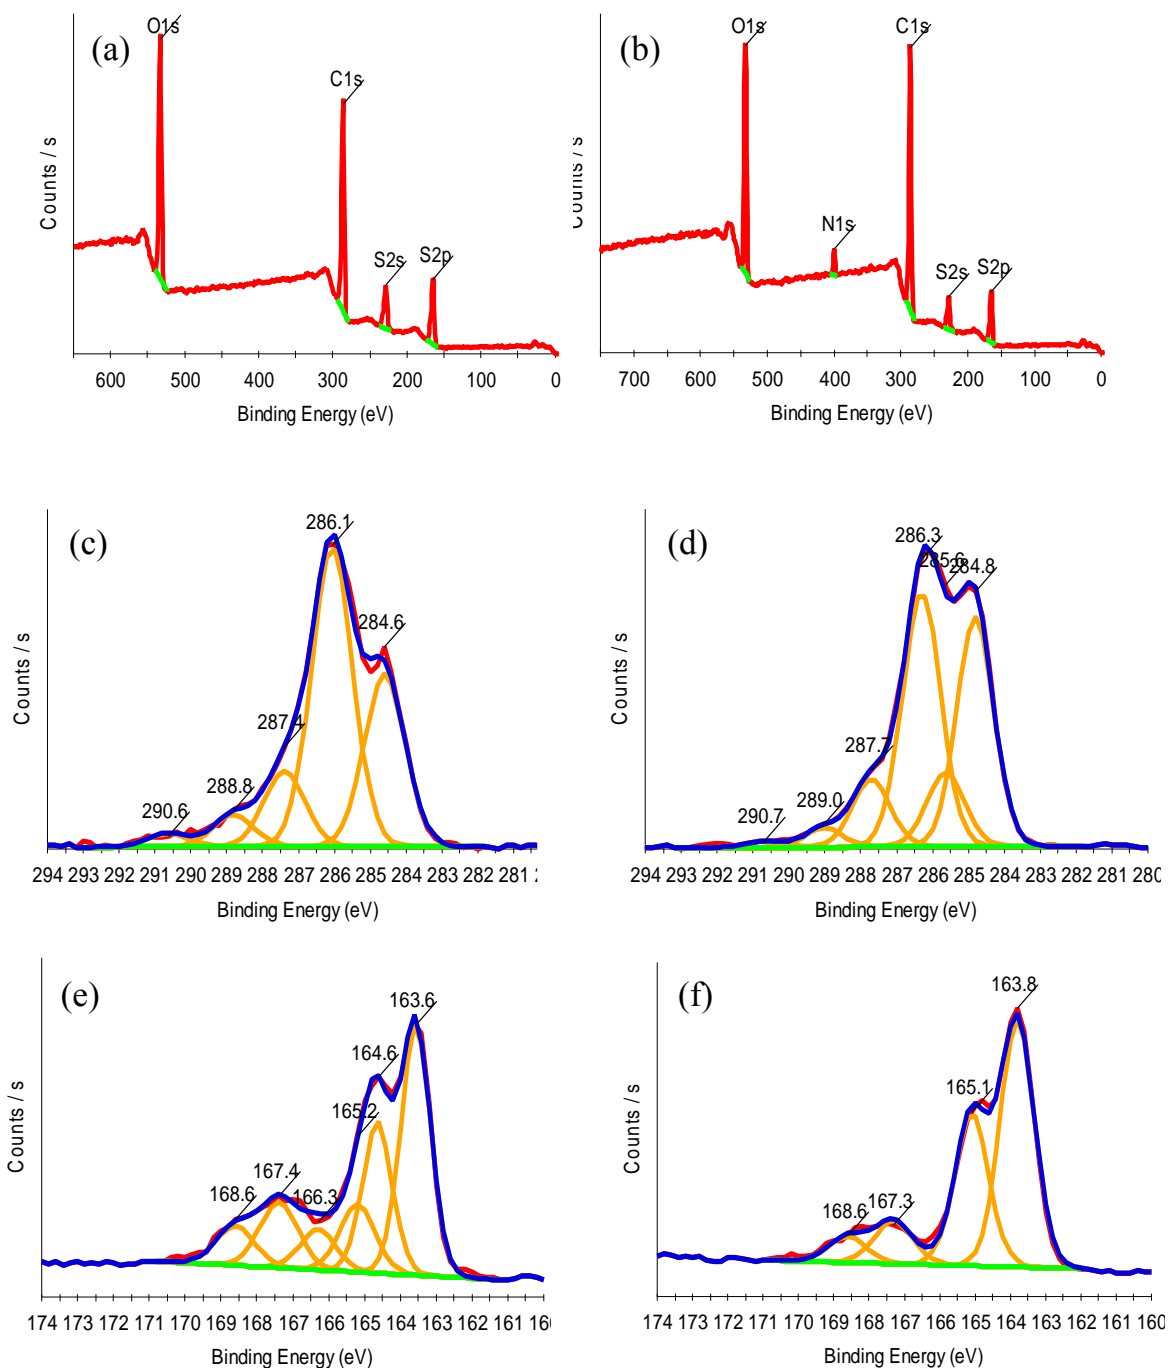 (a)
O1s
C1s
S2s
S2p
Counts / s
600 500 400 300 200 100 0
Binding Energy (eV)
(b)
O1s
N1s
C1s
S2s
S2p
Counts / s
700 600 500 400 300 200 100 0
Binding Energy (eV)
(c)
286.1
284.6
287.4
288.8
290.6
Counts / s
294 293 292 291 290 289 288 287 286 285 284 283 282 281
Binding Energy (eV)
(d)
286.3
285.6
284.8
287.7
289.0
290.7
Counts / s
294 293 292 291 290 289 288 287 286 285 284 283 282 281 280
Binding Energy (eV)
(e)
163.6
164.6
165.2
167.4
168.6
166.3
Counts / s
174 173 172 171 170 169 168 167 166 165 164 163 162 161 160
Binding Energy (eV)
(f)
163.8
165.1
167.3
168.6
Counts / s
174 173 172 171 170 169 168 167 166 165 164 163 162 161 160
Binding Energy (eV)